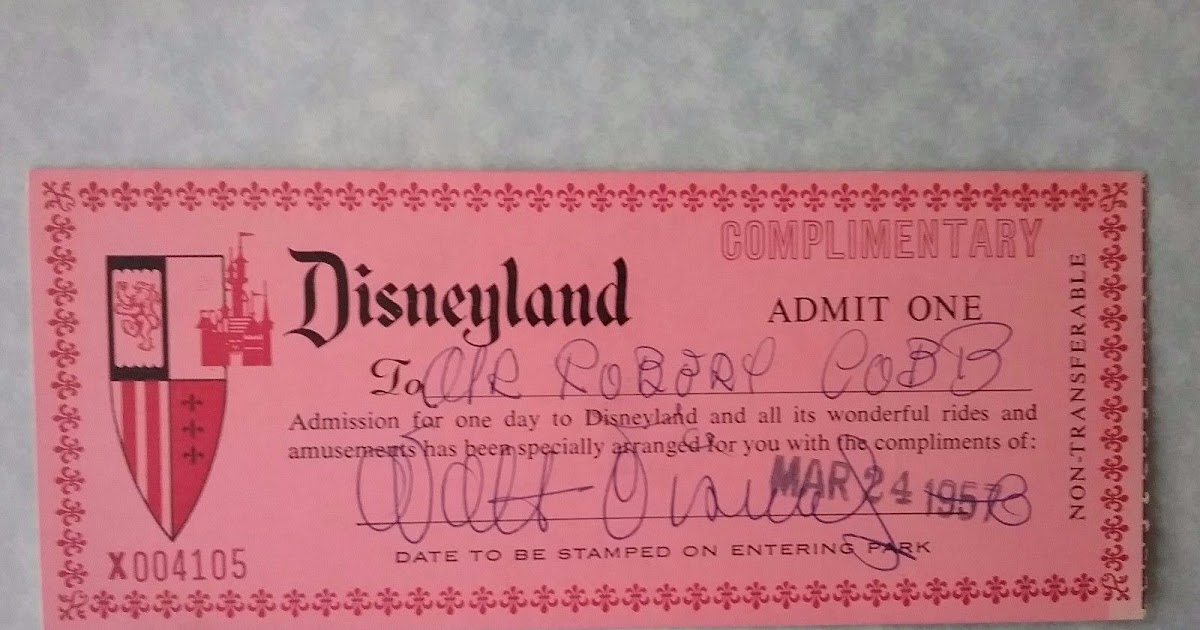 COMPLIMENTARY
Disneyland
ADMIT ONE
To MR ROBERT COBB
Admission for one day to Disneyland and all its wonderful rides and
amusements has been specially arranged for you with the compliments of:
Walt Disney
MAR 24 1957
DATE TO BE STAMPED ON ENTERING PARK
X004105
NON-TRANSFERABLE